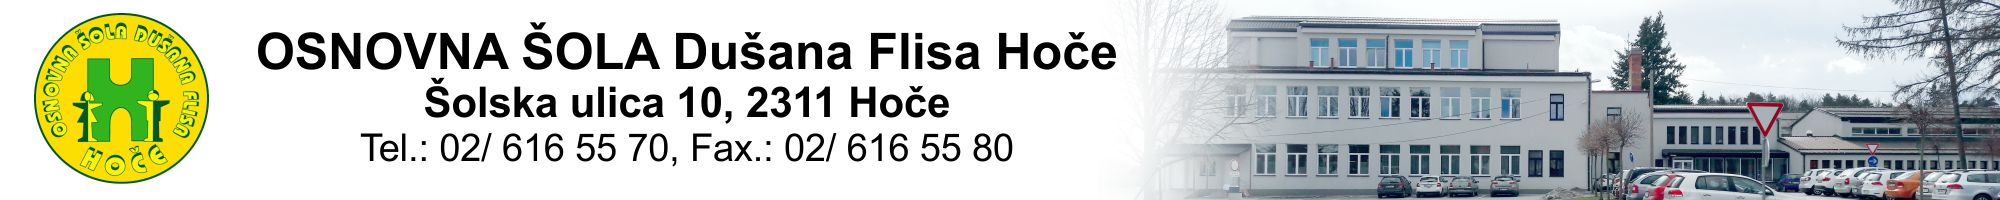 OSNOVNA ŠOLA DUŠANA FLISA
HOČE
OSNOVNA ŠOLA Dušana Flisa Hoče
Šolska ulica 10, 2311 Hoče
Tel.: 02/ 616 55 70, Fax.: 02/ 616 55 80